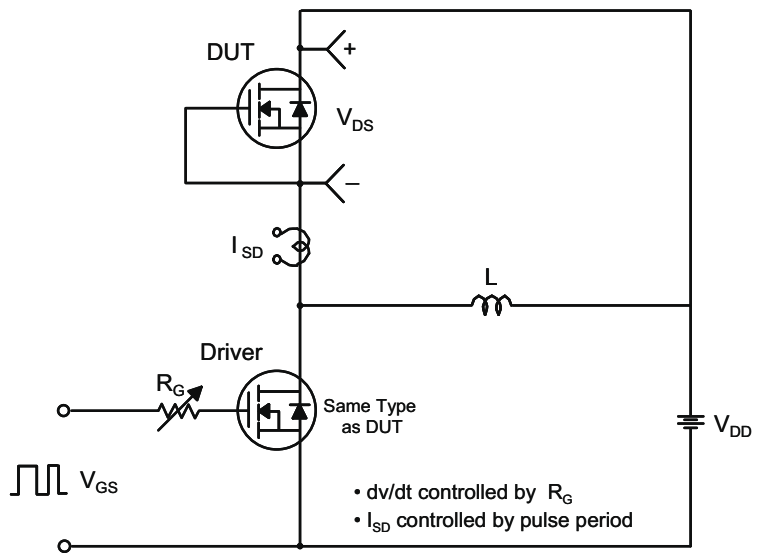 DUT
+
VDS
−
ISD
L
Driver
RG
Same Type
as DUT
VDD
VGS
• dv/dt controlled by RG
• ISD controlled by pulse period